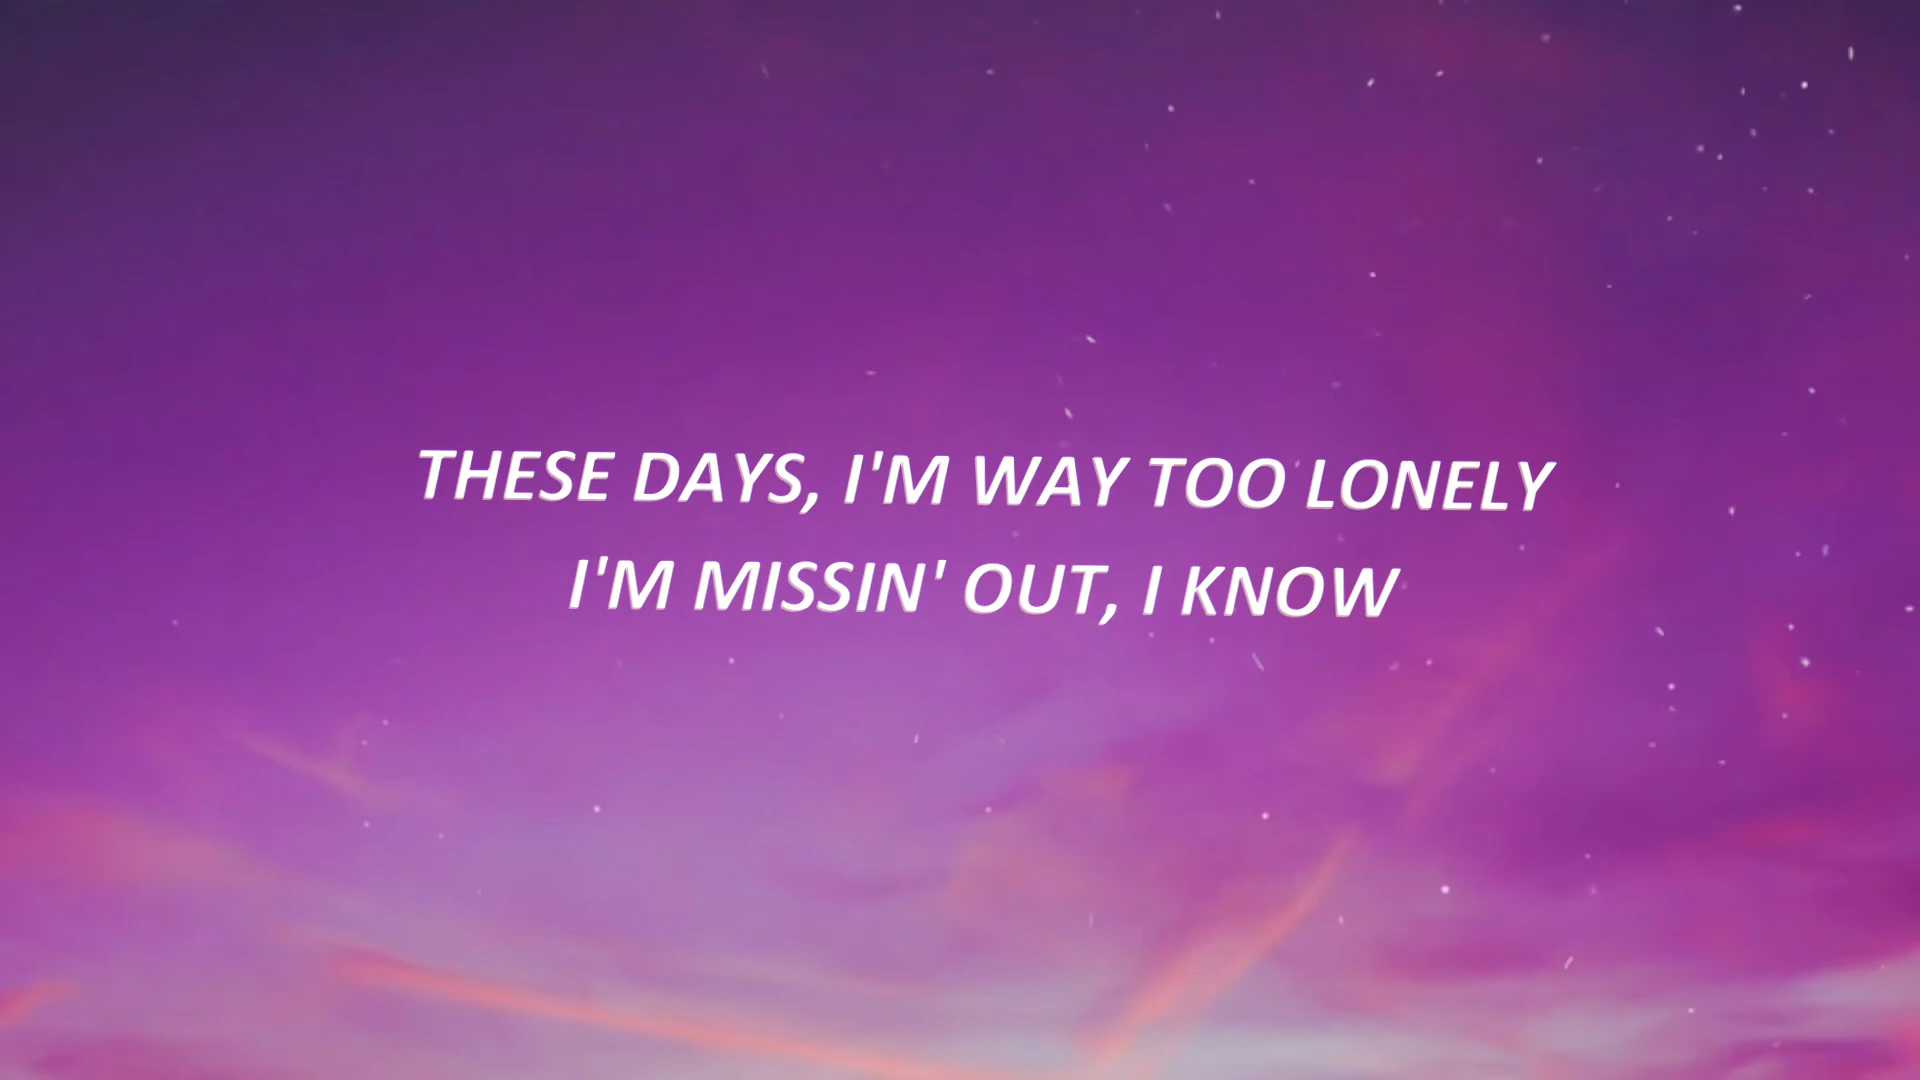 THESE DAYS, I'M WAY TOO LONELY
I'M MISSIN' OUT, I KNOW